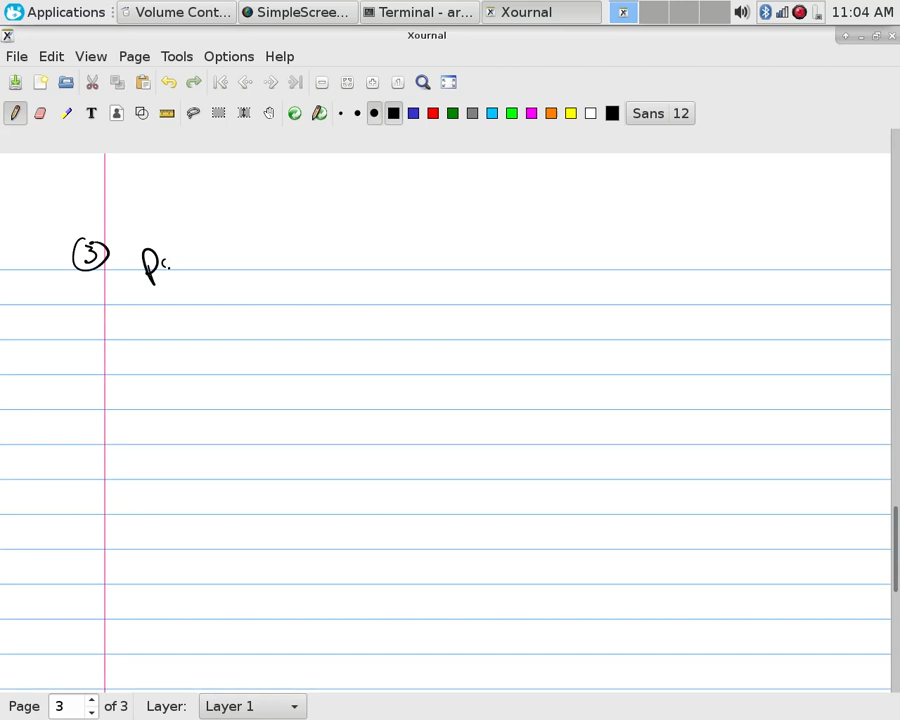 Applications Volume Cont... SimpleScree... Terminal - ar... Xournal 11:04 AM
Xournal
File Edit View Page Tools Options Help
Sans 12
③
Page 3 of 3 Layer: Layer 1